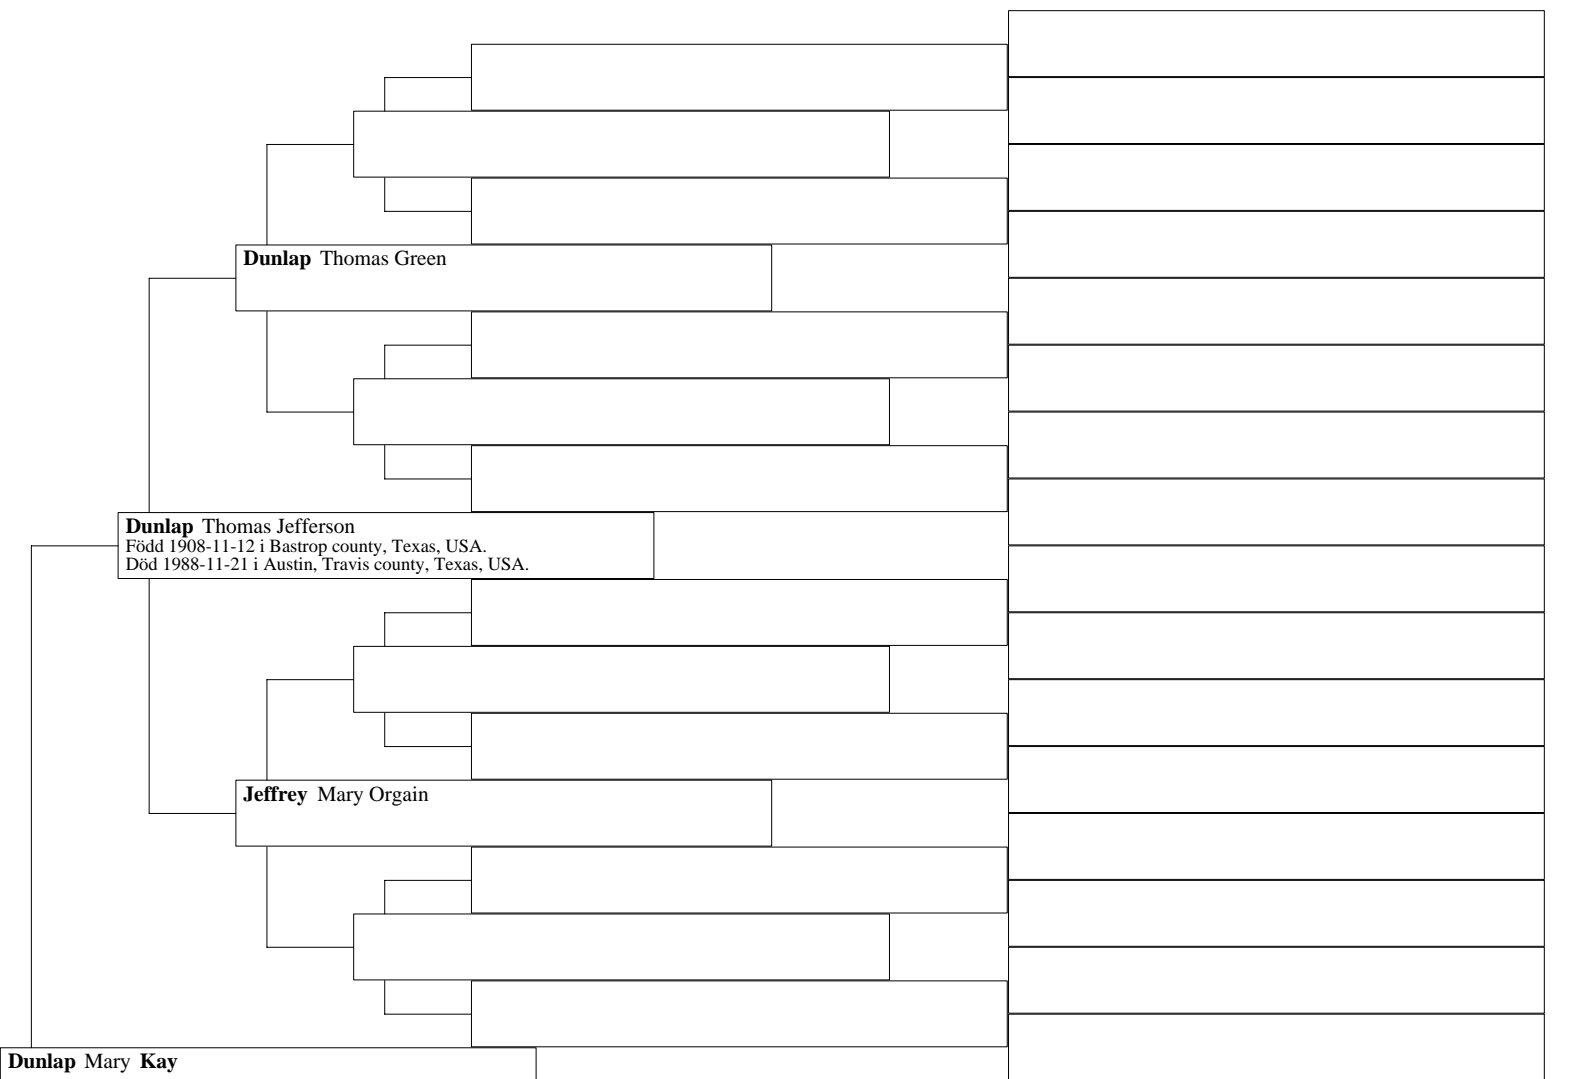 Dunlap Thomas Green
Dunlap Thomas Jefferson
Född 1908-11-12 i Bastrop county, Texas, USA.
Död 1988-11-21 i Austin, Travis county, Texas, USA.
Jeffrey Mary Orgain
Dunlap Mary Kay